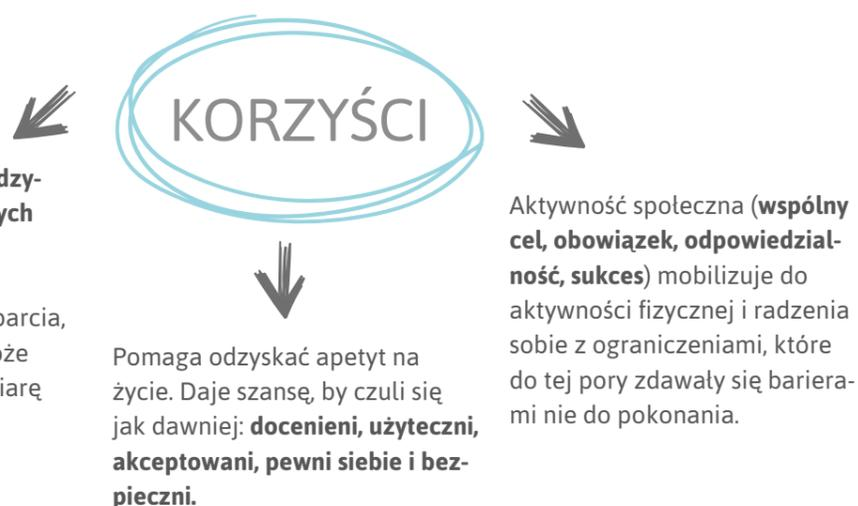 KORZYŚCI
dzy-
ych
parcia,
oże
iarę
Pomaga odzyskać apetyt na
życie. Daje szansę, by czuli się
jak dawniej: docenieni, użyteczni,
akceptowani, pewni siebie i bez-
pieczni.
Aktywność społeczna (wspólny
cel, obowiązek, odpowiedzial-
ność, sukces) mobilizuje do
aktywności fizycznej i radzenia
sobie z ograniczeniami, które
do tej pory zdawały się bariera-
mi nie do pokonania.